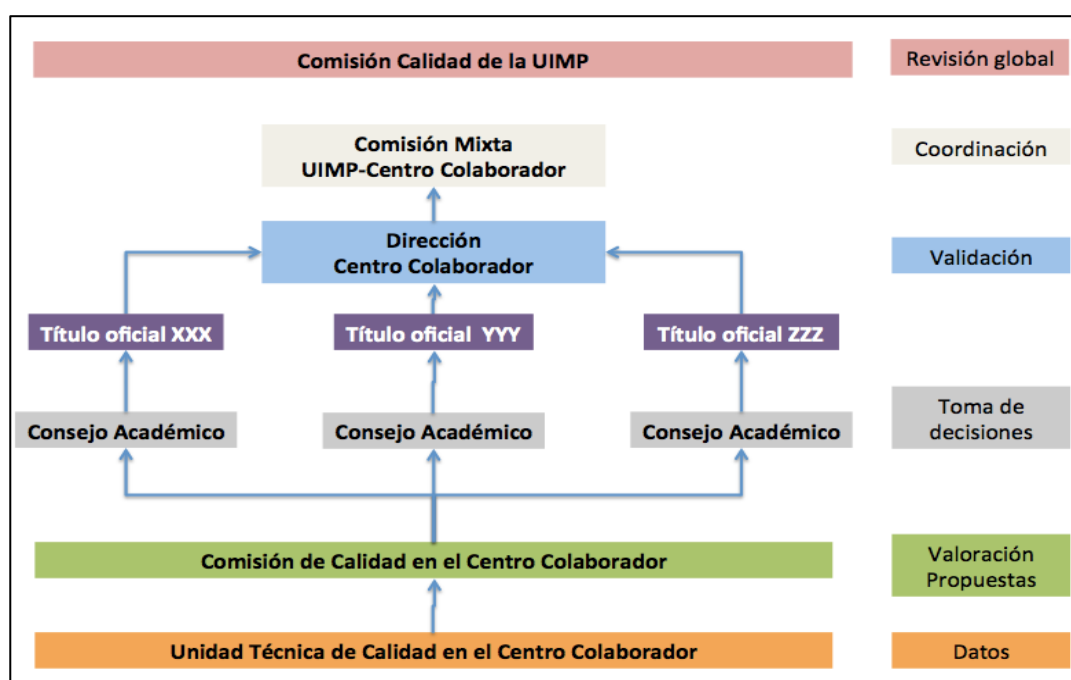 Comisión Calidad de la UIMP
Revisión global
Comisión Mixta
UIMP-Centro Colaborador
Coordinación
Dirección
Centro Colaborador
Validación
Título oficial XXX
Título oficial YYY
Título oficial ZZZ
Consejo Académico
Consejo Académico
Consejo Académico
Toma de
decisiones
Comisión de Calidad en el Centro Colaborador
Valoración
Propuestas
Unidad Técnica de Calidad en el Centro Colaborador
Datos